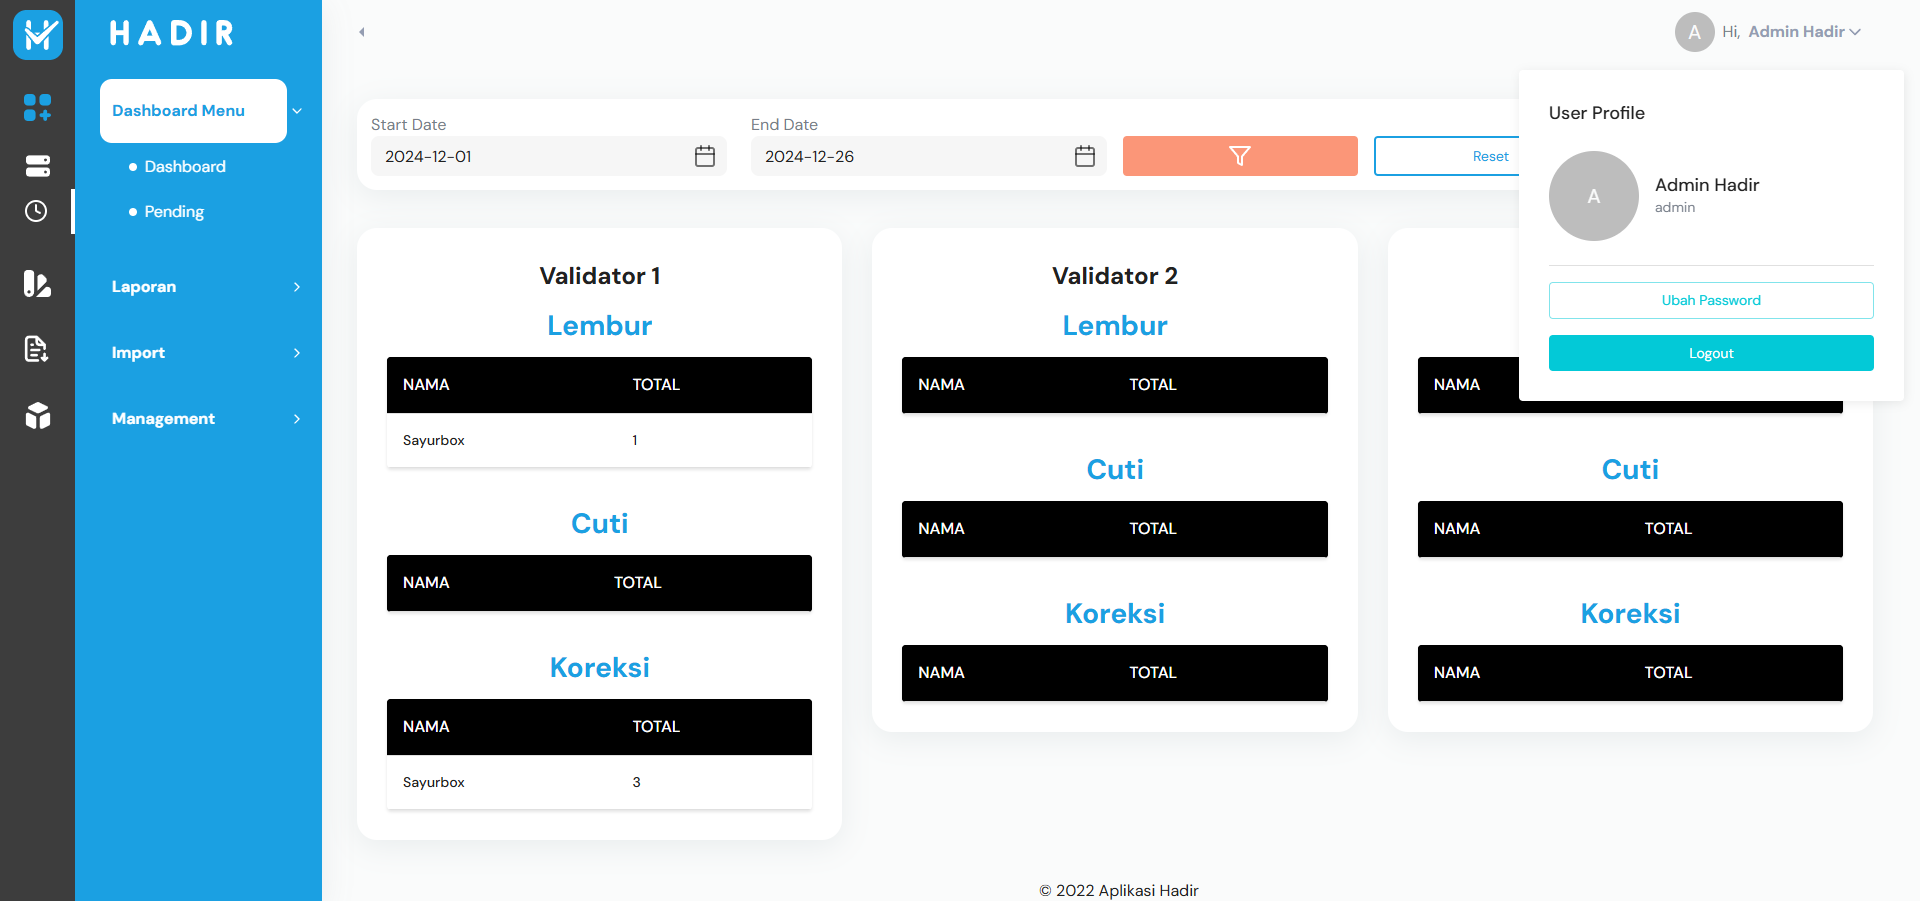 HADIR
Dashboard Menu
Dashboard
Pending
Laporan
Import
Management
A Hi, Admin Hadir
Start Date
2024-12-01
End Date
2024-12-26
Reset
User Profile
A
Admin Hadir
admin
Ubah Password
Logout
Validator 1
Lembur
NAMA TOTAL
Sayurbox 1
Cuti
NAMA TOTAL
Koreksi
NAMA TOTAL
Sayurbox 3
Validator 2
Lembur
NAMA TOTAL
Cuti
NAMA TOTAL
Koreksi
NAMA TOTAL
NAMA
Cuti
NAMA TOTAL
Koreksi
NAMA TOTAL
© 2022 Aplikasi Hadir